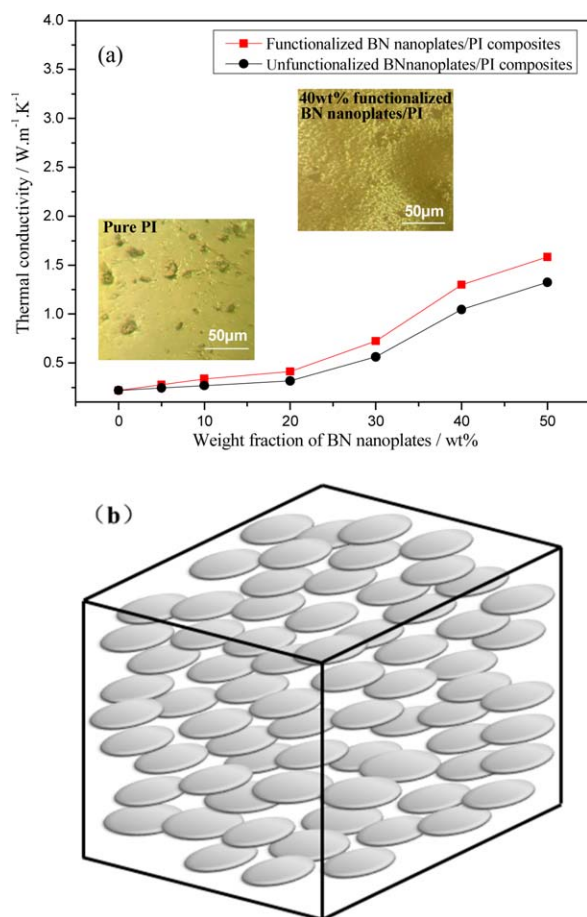 (a)
Functionalized BN nanoplates/PI composites
Unfunctionalized BNnanoplates/PI composites
40wt% functionalized
BN nanoplates/PI
50μm
Pure PI
50μm
Thermal conductivity / W.m⁻¹.K⁻¹
4.0
3.5
3.0
2.5
2.0
1.5
1.0
0.5
0 10 20 30 40 50
Weight fraction of BN nanoplates / wt%
(b)